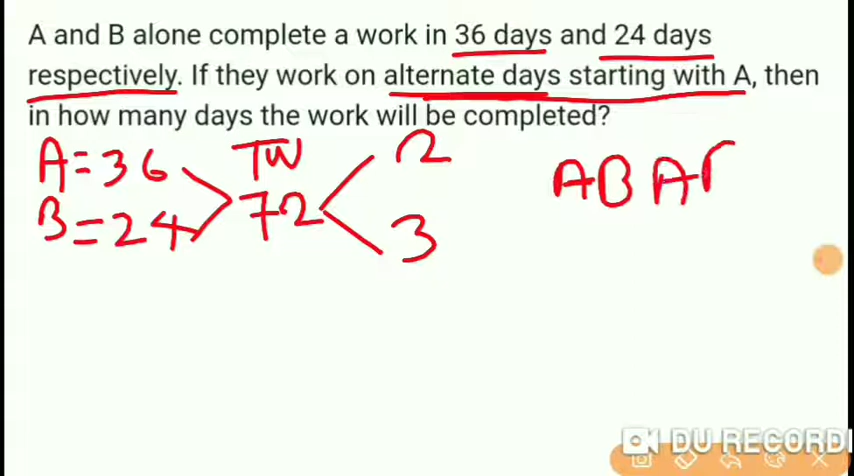 A and B alone complete a work in 36 days and 24 days
respectively. If they work on alternate days starting with A, then
in how many days the work will be completed?
A=36 TW 2
B=24 72 3
A B A
DU RECORD